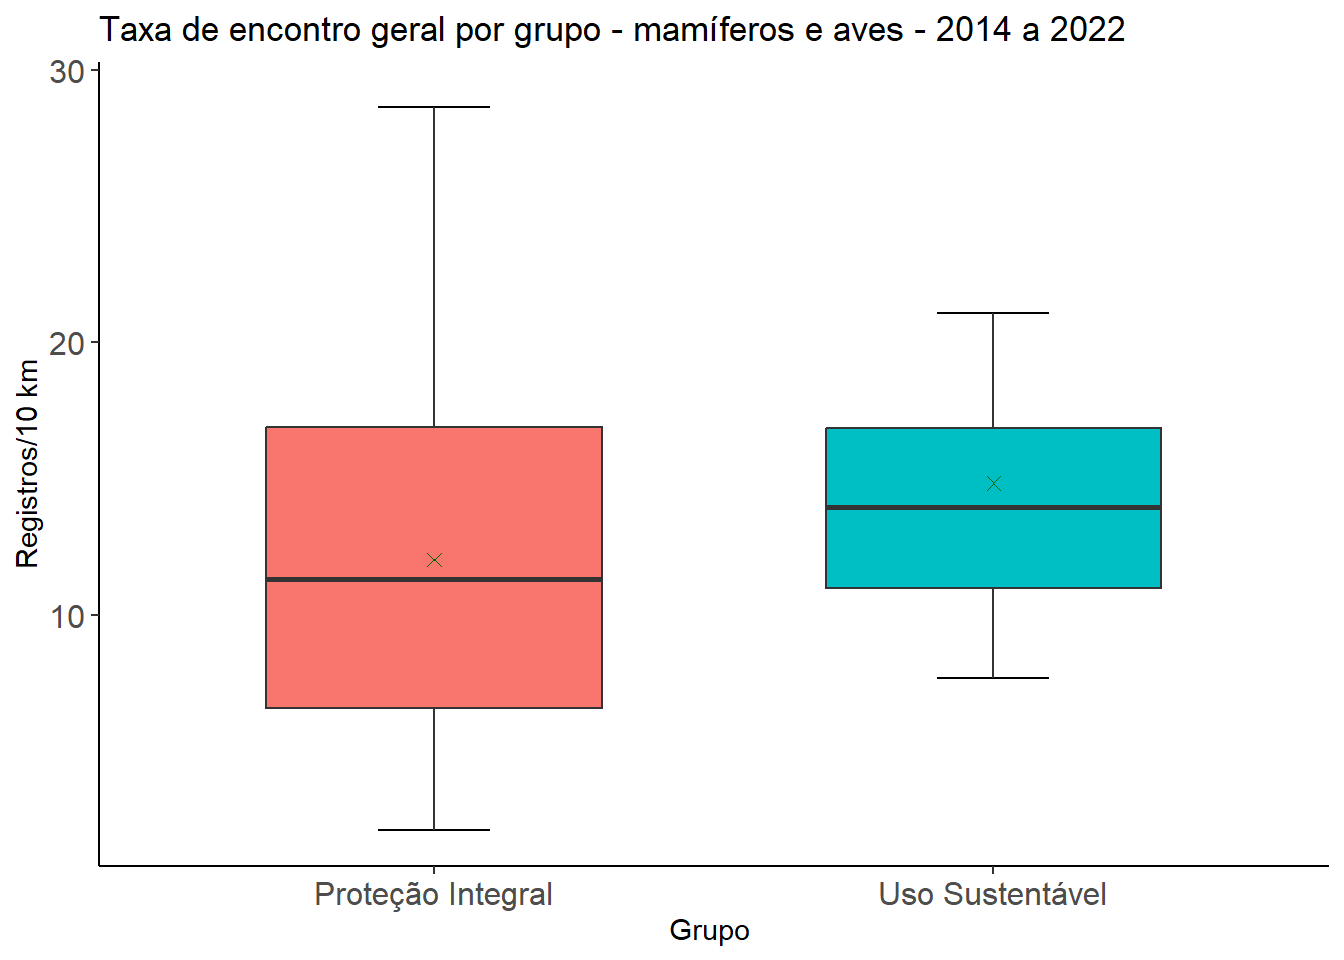 Taxa de encontro geral por grupo - mamíferos e aves - 2014 a 2022
Registros/10 km
30
20
10
Proteção Integral
Uso Sustentável
Grupo